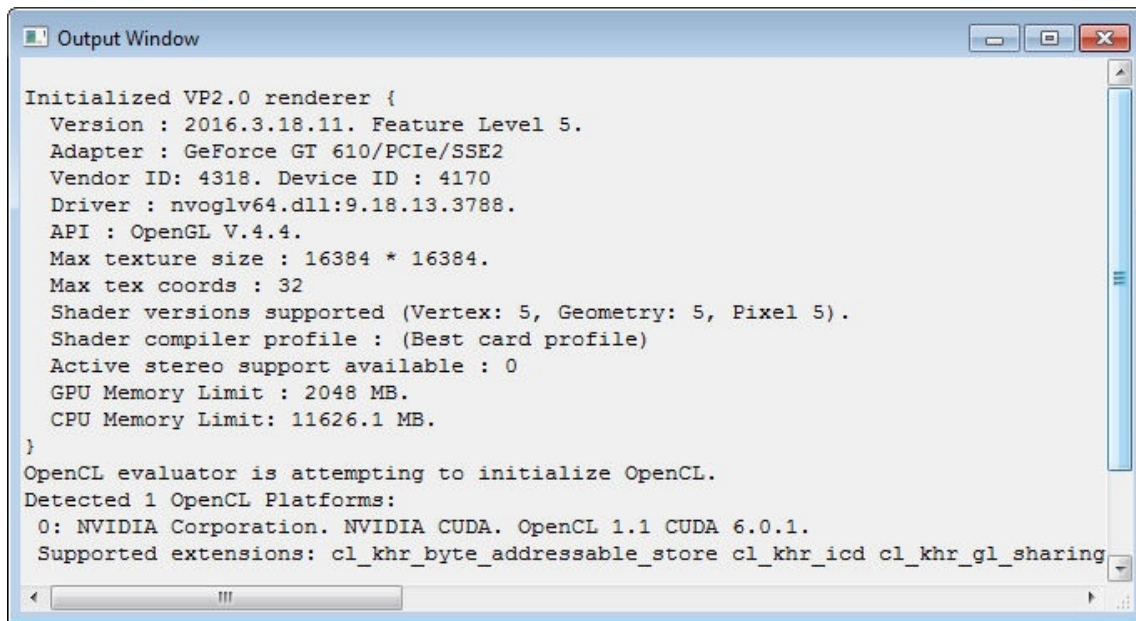 Output Window
Initialized VP2.0 renderer {
Version : 2016.3.18.11. Feature Level 5.
Adapter : GeForce GT 610/PCIe/SSE2
Vendor ID: 4318. Device ID : 4170
Driver : nvoglv64.dll:9.18.13.3788.
API : OpenGL V.4.4.
Max texture size : 16384 * 16384.
Max tex coords : 32
Shader versions supported (Vertex: 5, Geometry: 5, Pixel 5).
Shader compiler profile : (Best card profile)
Active stereo support available : 0
GPU Memory Limit : 2048 MB.
CPU Memory Limit: 11626.1 MB.
}
OpenCL evaluator is attempting to initialize OpenCL.
Detected 1 OpenCL Platforms:
0: NVIDIA Corporation. NVIDIA CUDA. OpenCL 1.1 CUDA 6.0.1.
Supported extensions: cl_khr_byte_addressable_store cl_khr_icd cl_khr_gl_sharing